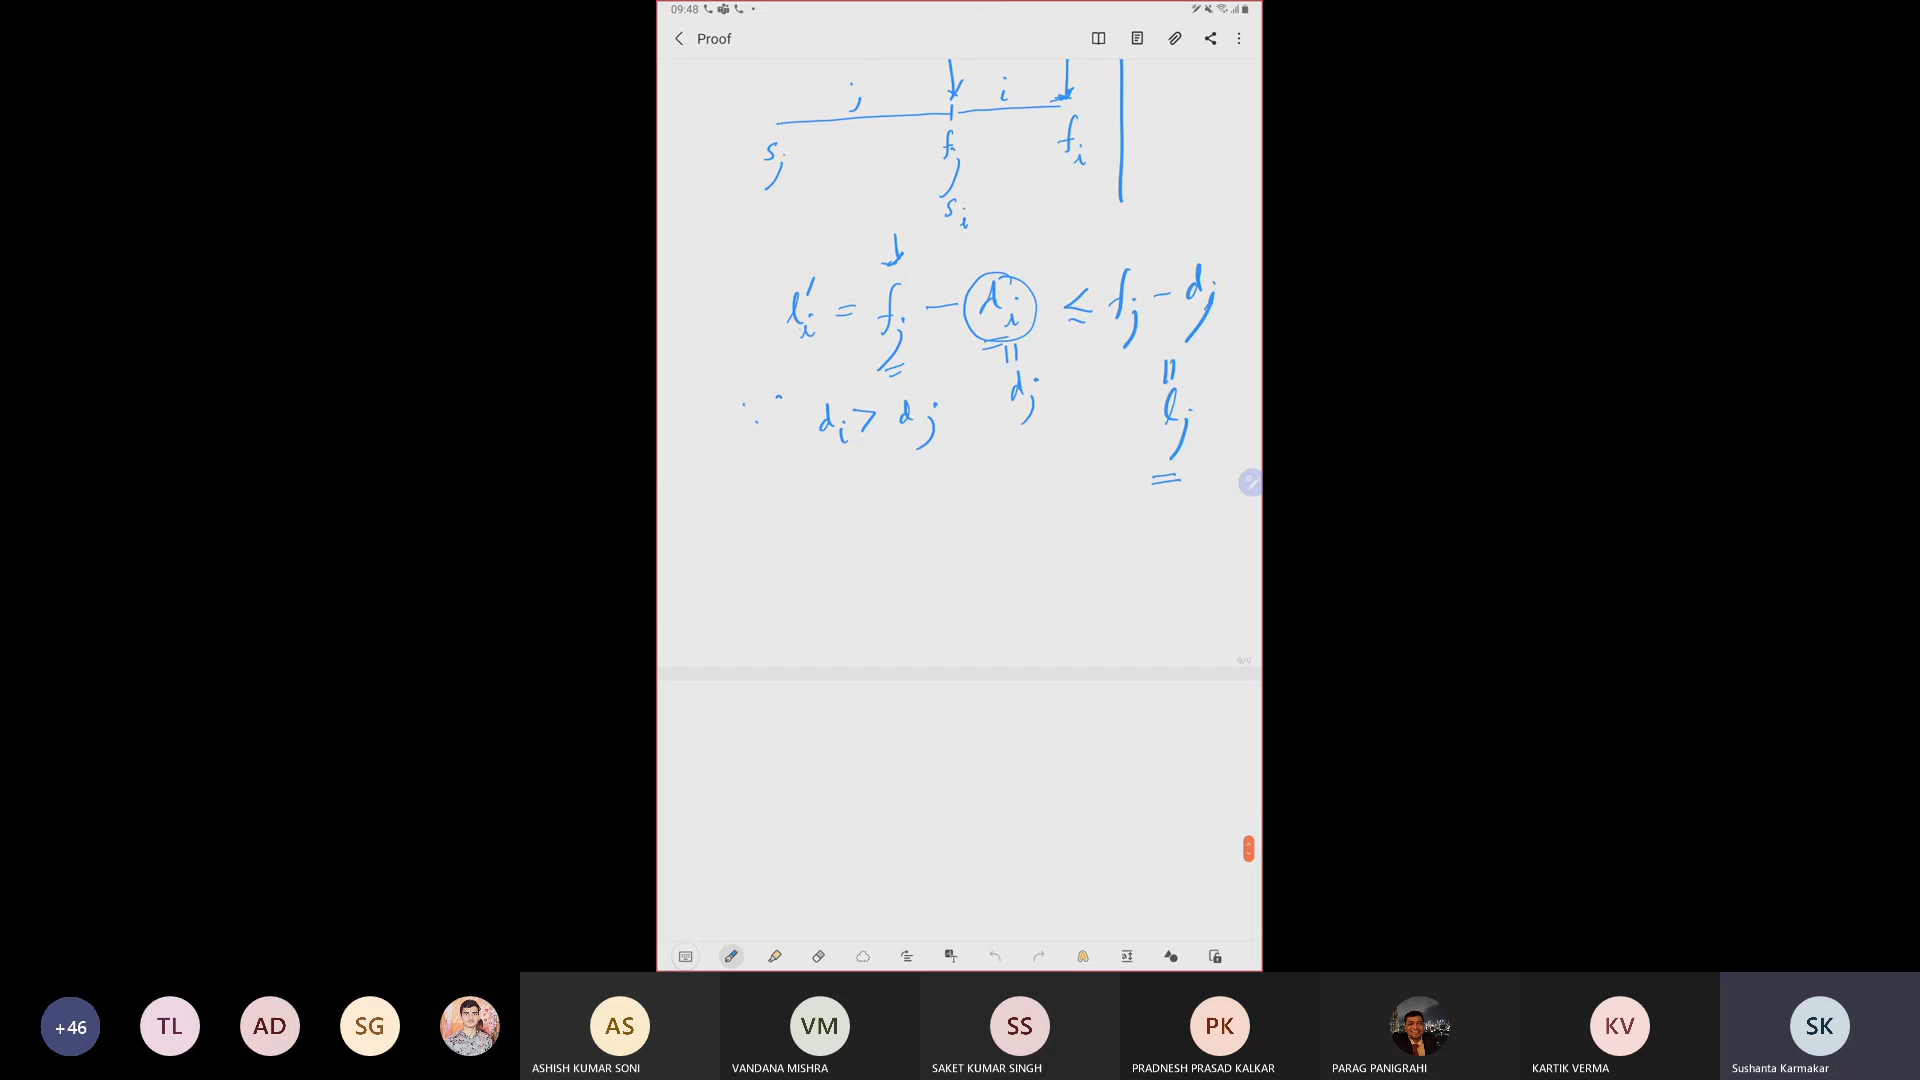 09:48
Proof
j i
s_j f_j f_i
s_i
l'_i = f_j - d_i ≤ f_j - d_j
|| ||
d_j l_j
∵ d_i > d_j
9/9
+46 TL AD SG AS VM SS PK KV SK
ASHISH KUMAR SONI VANDANA MISHRA SAKET KUMAR SINGH PRADNESH PRASAD KALKAR PARAG PANIGRAHI KARTIK VERMA Sushanta Karmakar